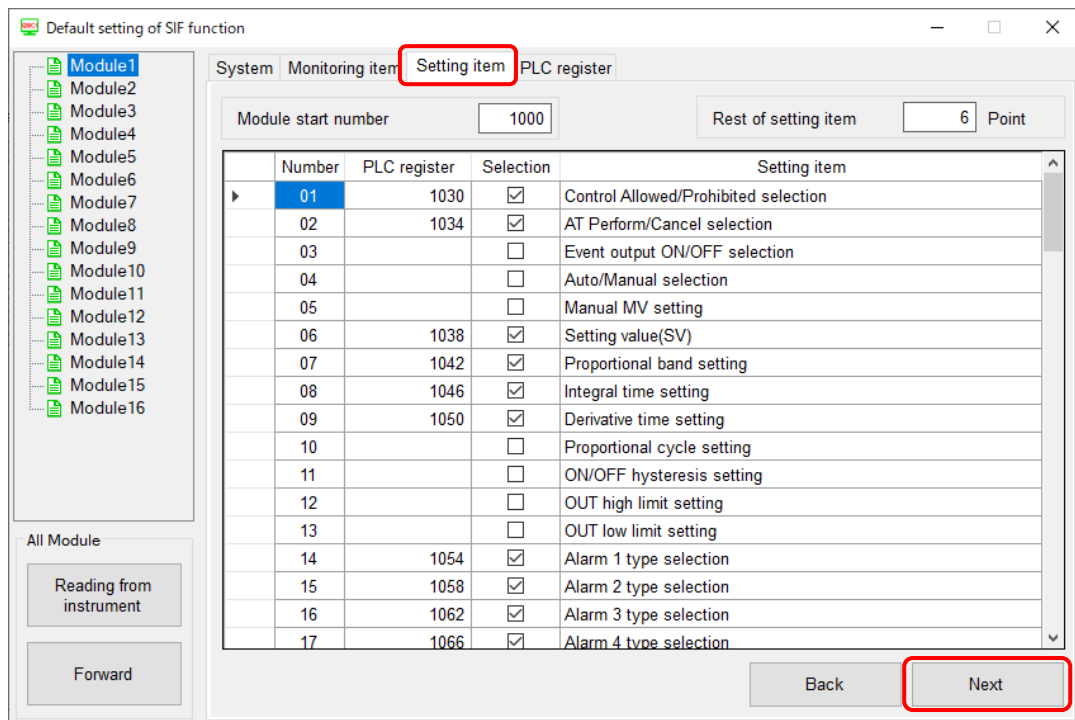 Default setting of SIF function
Module1
Module2
Module3
Module4
Module5
Module6
Module7
Module8
Module9
Module10
Module11
Module12
Module13
Module14
Module15
Module16
All Module
Reading from
instrument
Forward
System Monitoring item Setting item PLC register
Module start number 1000 Rest of setting item 6 Point
Number PLC register Selection Setting item
01 1030 Control Allowed/Prohibited selection
02 1034 AT Perform/Cancel selection
03 Event output ON/OFF selection
04 Auto/Manual selection
05 Manual MV setting
06 1038 Setting value(SV)
07 1042 Proportional band setting
08 1046 Integral time setting
09 1050 Derivative time setting
10 Proportional cycle setting
11 ON/OFF hysteresis setting
12 OUT high limit setting
13 OUT low limit setting
14 1054 Alarm 1 type selection
15 1058 Alarm 2 type selection
16 1062 Alarm 3 type selection
17 1066 Alarm 4 type selection
Back Next